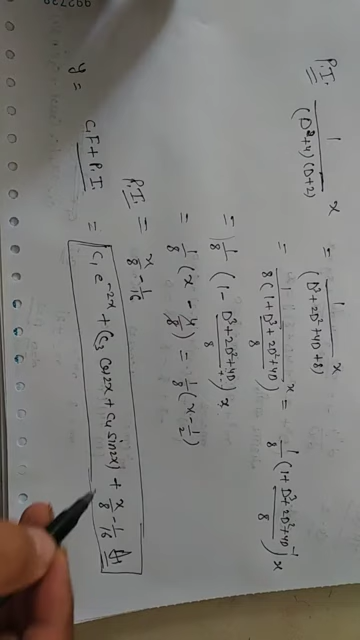 P.I. 1/((D²+4)(D+2)) x = 1/(D³+2D²+4D+8) x
= 1/(8(1+(D³+2D²+4D)/8)) x = 1/8 (1+(D³+2D²+4D)/8)⁻¹ x
= 1/8 (1-(D³+2D²+4D)/8) x
= 1/8 (x - 4/8) = 1/8 (x-1/2)
P.I = x/8 - 1/16
y = C.F + P.I = C₁e^-2x + (C₃ cos2x + C₄ sin2x) + x/8 - 1/16